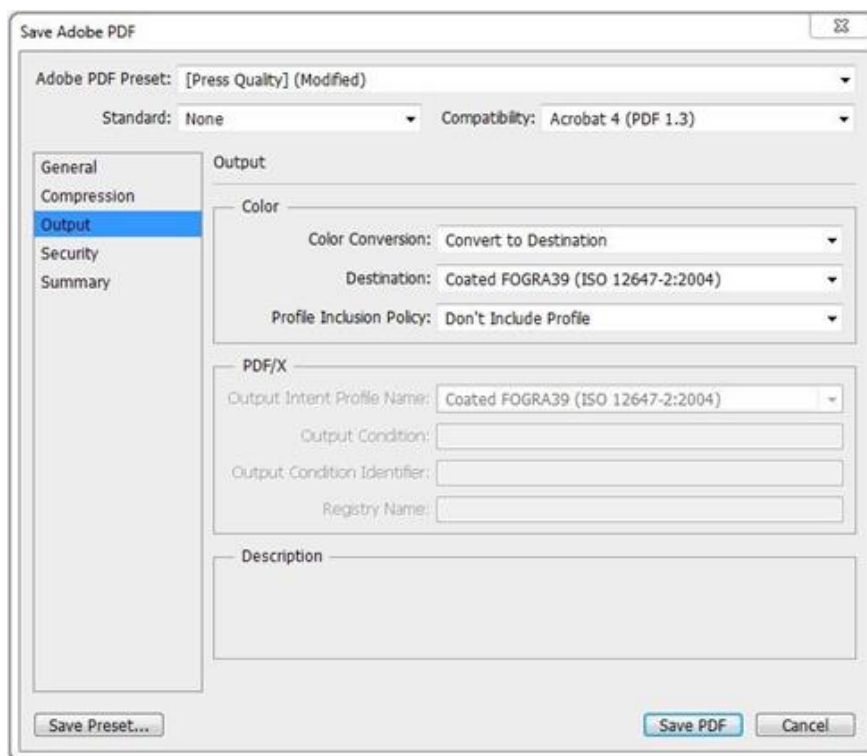 Save Adobe PDF
Adobe PDF Preset: [Press Quality] (Modified)
Standard: None Compatibility: Acrobat 4 (PDF 1.3)
General
Compression
Output
Security
Summary
Output
Color
Color Conversion: Convert to Destination
Destination: Coated FOGRA39 (ISO 12647-2:2004)
Profile Inclusion Policy: Don't Include Profile
PDF/X
Output Intent Profile Name: Coated FOGRA39 (ISO 12647-2:2004)
Output Condition:
Output Condition Identifier:
Registry Name:
Description
Save Preset... Save PDF Cancel